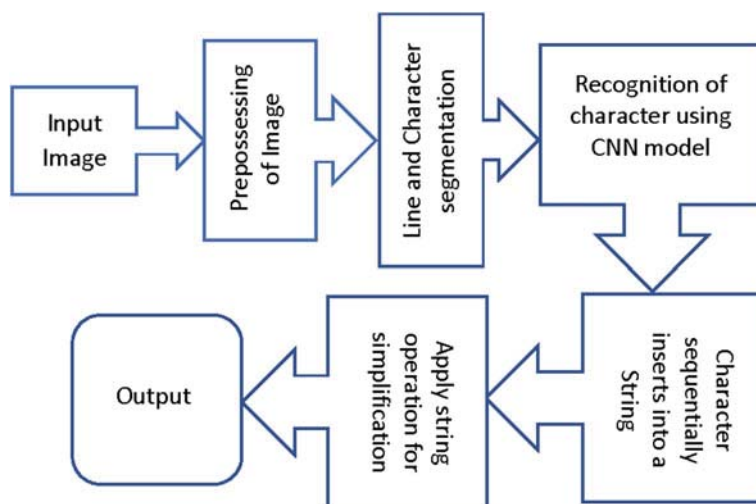 Input
Image
Prepossessing
of Image
Line and Character
segmentation
Recognition of
character using
CNN model
Character
sequentially
inserts into a
String
Apply string
operation for
simplification
Output